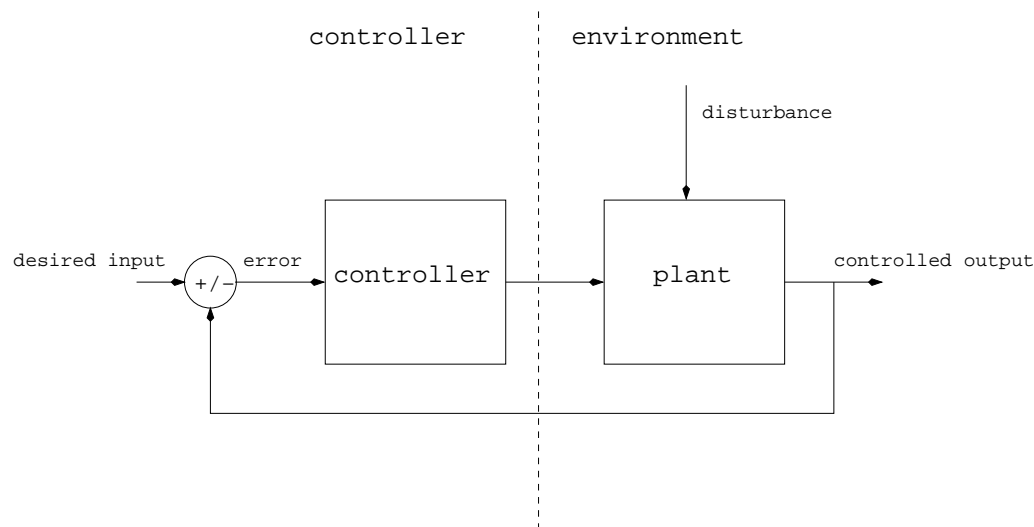 controller
environment
disturbance
desired input
+/-
error
controller
plant
controlled output